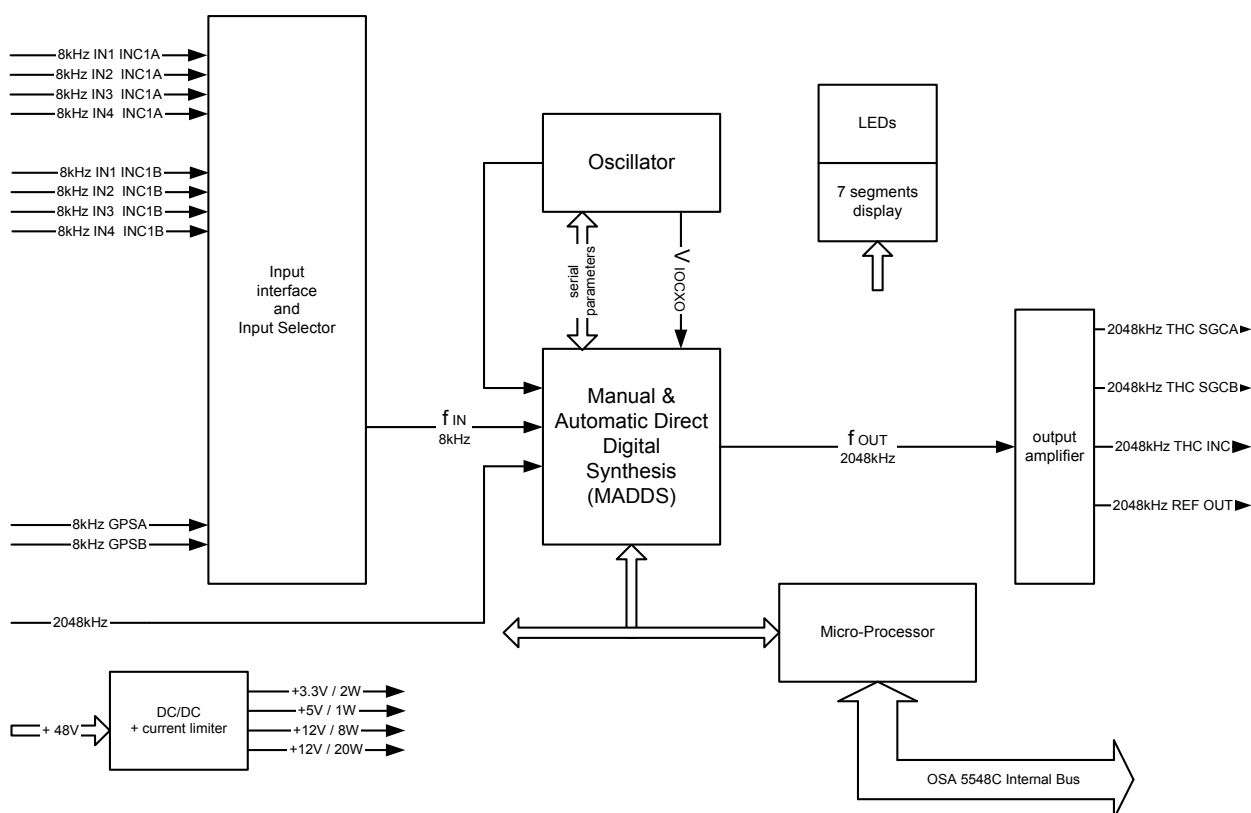 8kHz IN1 INC1A
8kHz IN2 INC1A
8kHz IN3 INC1A
8kHz IN4 INC1A
8kHz IN1 INC1B
8kHz IN2 INC1B
8kHz IN3 INC1B
8kHz IN4 INC1B
Input
interface
and
Input Selector
8kHz GPSA
8kHz GPSB
2048kHz
Oscillator
serial
parameters
V IOCXO
LEDs
7 segments
display
f IN
8kHz
Manual &
Automatic Direct
Digital
Synthesis
(MADDS)
f OUT
2048kHz
output
amplifier
2048kHz THC SGCA
2048kHz THC SGCB
2048kHz THC INC
2048kHz REF OUT
Micro-Processor
OSA 5548C Internal Bus
+ 48V
DC/DC
+ current limiter
+3.3V / 2W
+5V / 1W
+12V / 8W
+12V / 20W